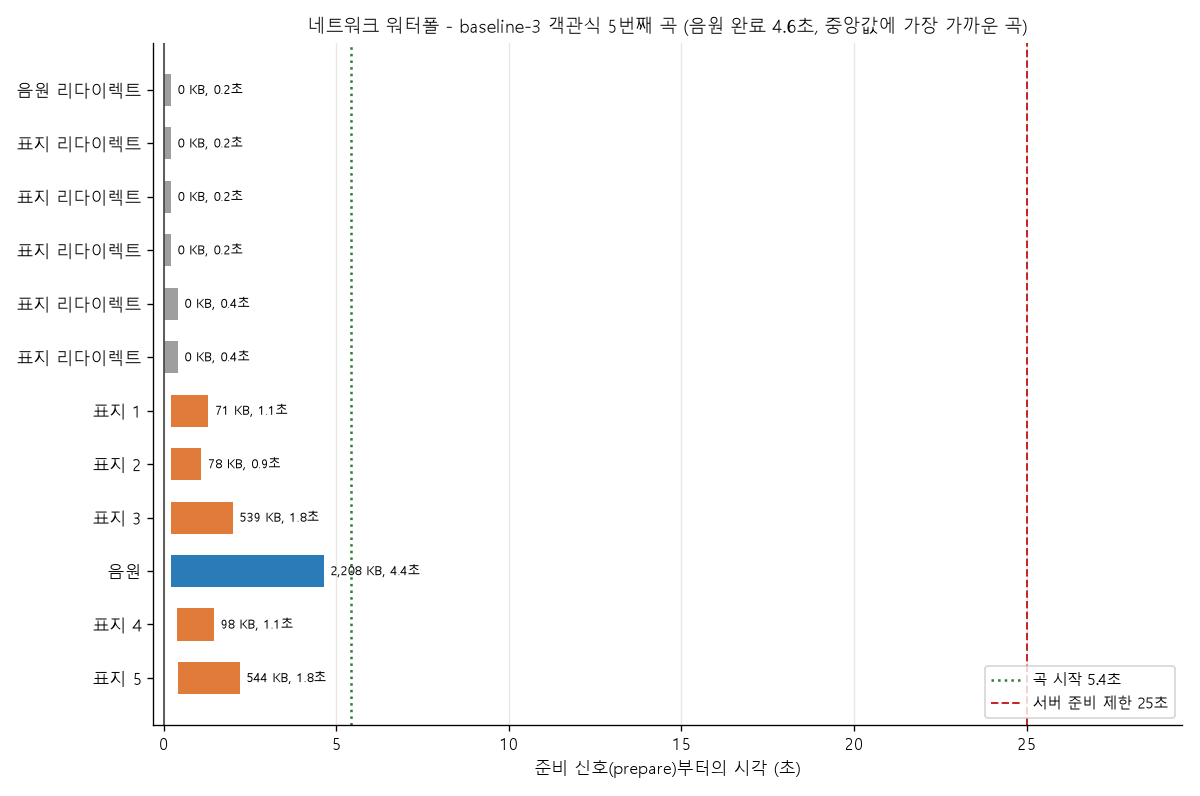 네트워크 워터폴 - baseline-3 객관식 5번째 곡 (음원 완료 4.6초, 중앙값에 가장 가까운 곡)
음원 리다이렉트 0 KB, 0.2초
표지 리다이렉트 0 KB, 0.2초
표지 리다이렉트 0 KB, 0.2초
표지 리다이렉트 0 KB, 0.2초
표지 리다이렉트 0 KB, 0.4초
표지 리다이렉트 0 KB, 0.4초
표지 1 71 KB, 1.1초
표지 2 78 KB, 0.9초
표지 3 539 KB, 1.8초
음원 2,208 KB, 4.4초
표지 4 98 KB, 1.1초
표지 5 544 KB, 1.8초
곡 시작 5.4초
서버 준비 제한 25초
0 5 10 15 20 25
준비 신호(prepare)부터의 시각 (초)